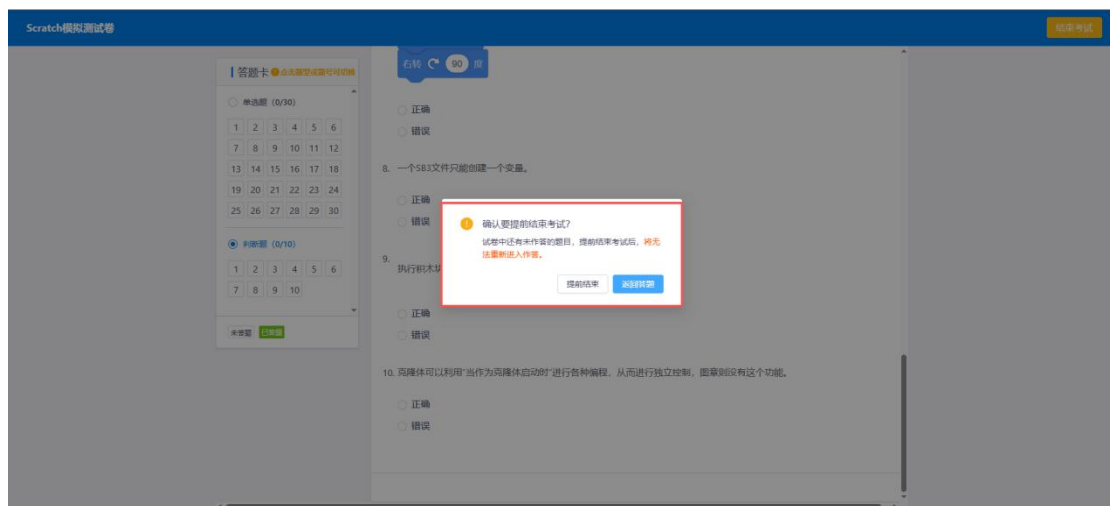 Scratch模拟测试卷
结束考试
答题卡 点击题型或题号可切换
单选题 (0/30)
1 2 3 4 5 6
7 8 9 10 11 12
13 14 15 16 17 18
19 20 21 22 23 24
25 26 27 28 29 30
判断题 (0/10)
1 2 3 4 5 6
7 8 9 10
未答题 已答题
右转 90 度
正确
错误
8. 一个SB3文件只能创建一个变量。
正确
错误
9.
执行积木块
正确
错误
10. 克隆体可以利用"当作为克隆体启动时"进行各种编程，从而进行独立控制，图章则没有这个功能。
正确
错误
确认要提前结束考试?
试卷中还有未作答的题目，提前结束考试后，将无
法重新进入作答。
提前结束 返回答题